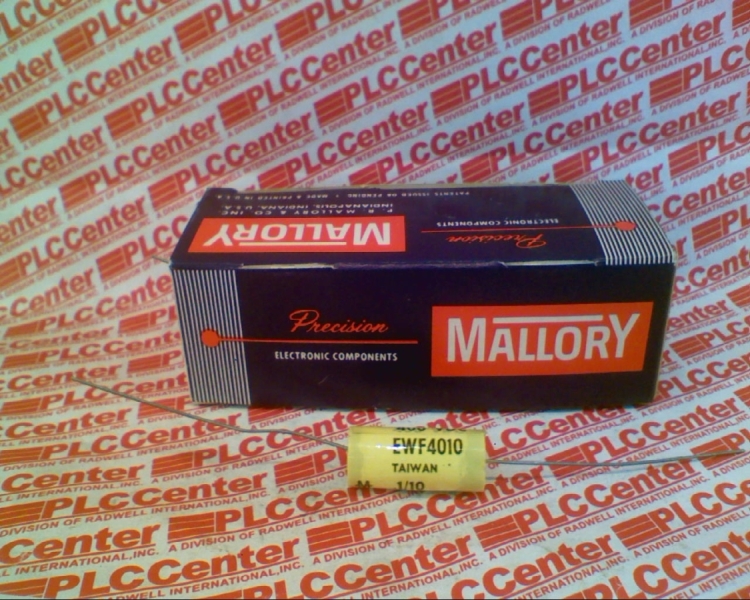 PLCCenter
A DIVISION OF RADWELL INTERNATIONAL, INC.
PATENTS ISSUED OR PENDING • MADE & PRINTED IN U.S.A.
P. R. MALLORY & CO. INC.
INDIANAPOLIS, INDIANA, U.S.A.
MALLORY
Precision
ELECTRONIC COMPONENTS
Precision
ELECTRONIC COMPONENTS
MALLORY
EWF4010
TAIWAN
M 1/10